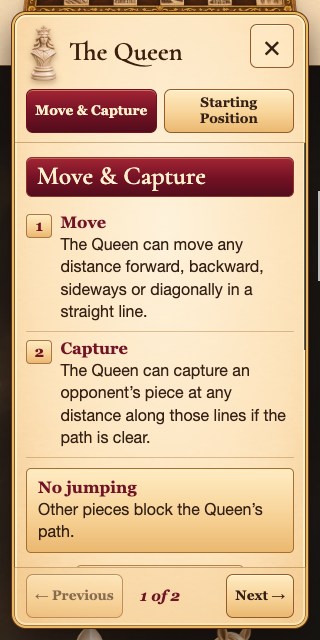 The Queen
×
Move & Capture
Starting
Position
Move & Capture
1
Move
The Queen can move any
distance forward, backward,
sideways or diagonally in a
straight line.
2
Capture
The Queen can capture an
opponent’s piece at any
distance along those lines if the
path is clear.
No jumping
Other pieces block the Queen’s
path.
← Previous
1 of 2
Next →